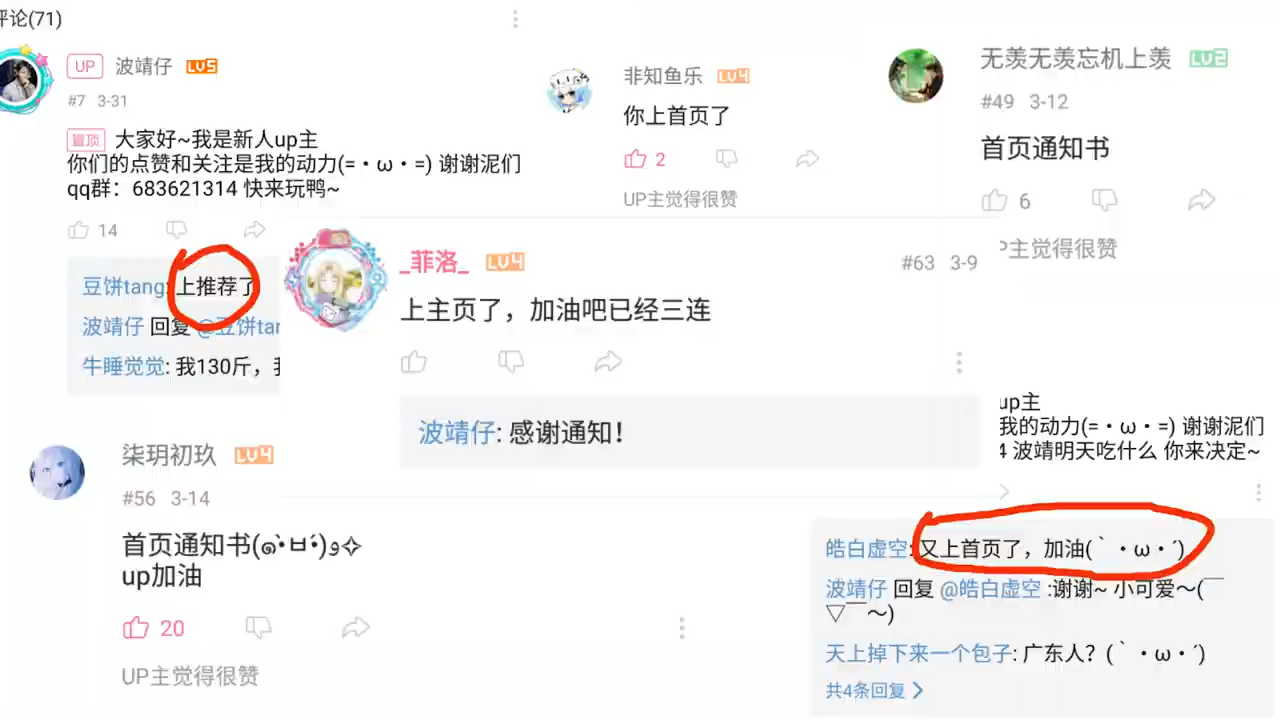 评论(71)
UP 波靖仔 LV5
#7 3-31
置顶 大家好~我是新人up主
你们的点赞和关注是我的动力(=・ω・=) 谢谢泥们
qq群：683621314 快来玩鸭~
14
豆饼tang: 上推荐了
波靖仔 回复 @豆饼tan
牛睡觉觉: 我130斤，我
非知鱼乐 LV4
你上首页了
2
UP主觉得很赞
无羡无羡忘机上羡 LV2
#49 3-12
首页通知书
6
P主觉得很赞
_菲洛_ LV4
#63 3-9
上主页了，加油吧已经三连
波靖仔: 感谢通知！
柒玥初玖 LV4
#56 3-14
首页通知书(๑•̀ㅂ•́)و✧
up加油
20
UP主觉得很赞
up主
我的动力(=・ω・=) 谢谢泥们
4 波靖明天吃什么 你来决定~
皓白虚空: 又上首页了，加油(｀・ω・´)
波靖仔 回复 @皓白虚空 :谢谢~ 小可爱～(￣
▽￣～)
天上掉下来一个包子: 广东人？(｀・ω・´)
共4条回复